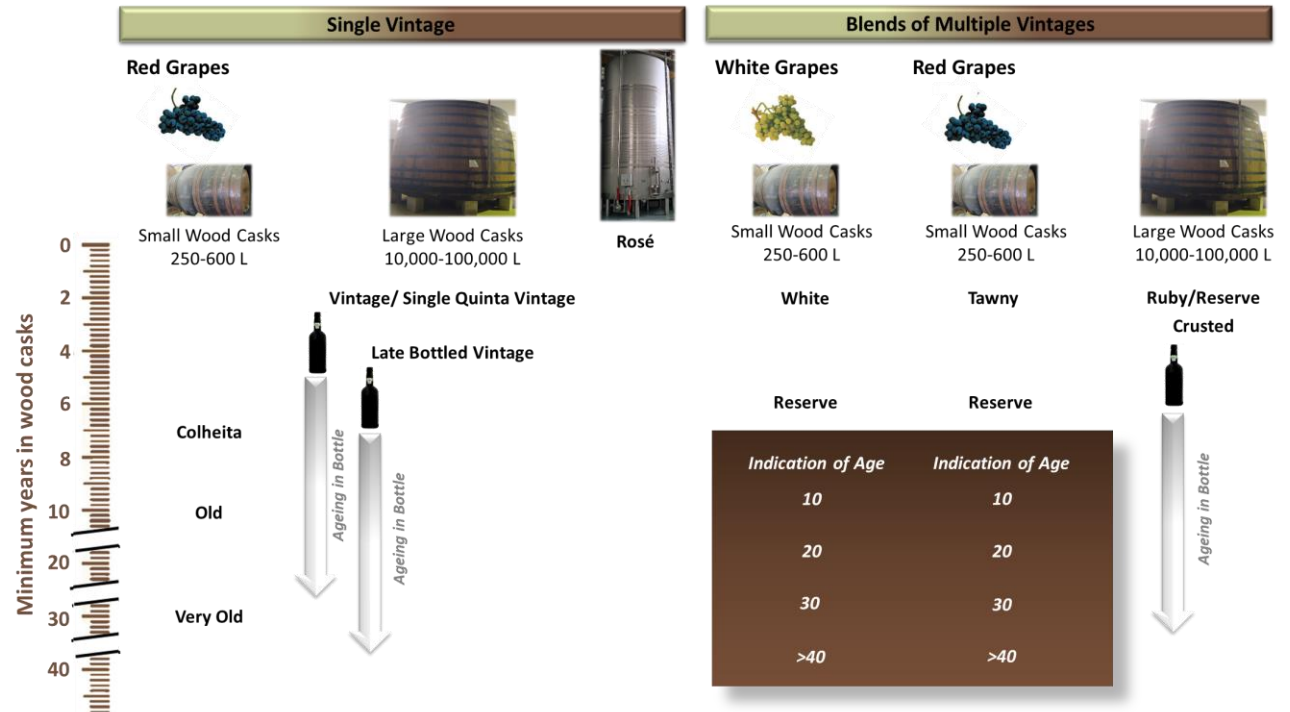 Single Vintage
Blends of Multiple Vintages
Red Grapes
White Grapes
Red Grapes
Small Wood Casks
250-600 L
Large Wood Casks
10,000-100,000 L
Rosé
Small Wood Casks
250-600 L
Small Wood Casks
250-600 L
Large Wood Casks
10,000-100,000 L
Minimum years in wood casks
0
2
4
6
8
10
20
30
40
Vintage/ Single Quinta Vintage
Late Bottled Vintage
Colheita
Old
Very Old
Ageing in Bottle
Ageing in Bottle
White
Tawny
Ruby/Reserve
Crusted
Reserve
Reserve
Indication of Age
Indication of Age
10
10
20
20
30
30
>40
>40
Ageing in Bottle